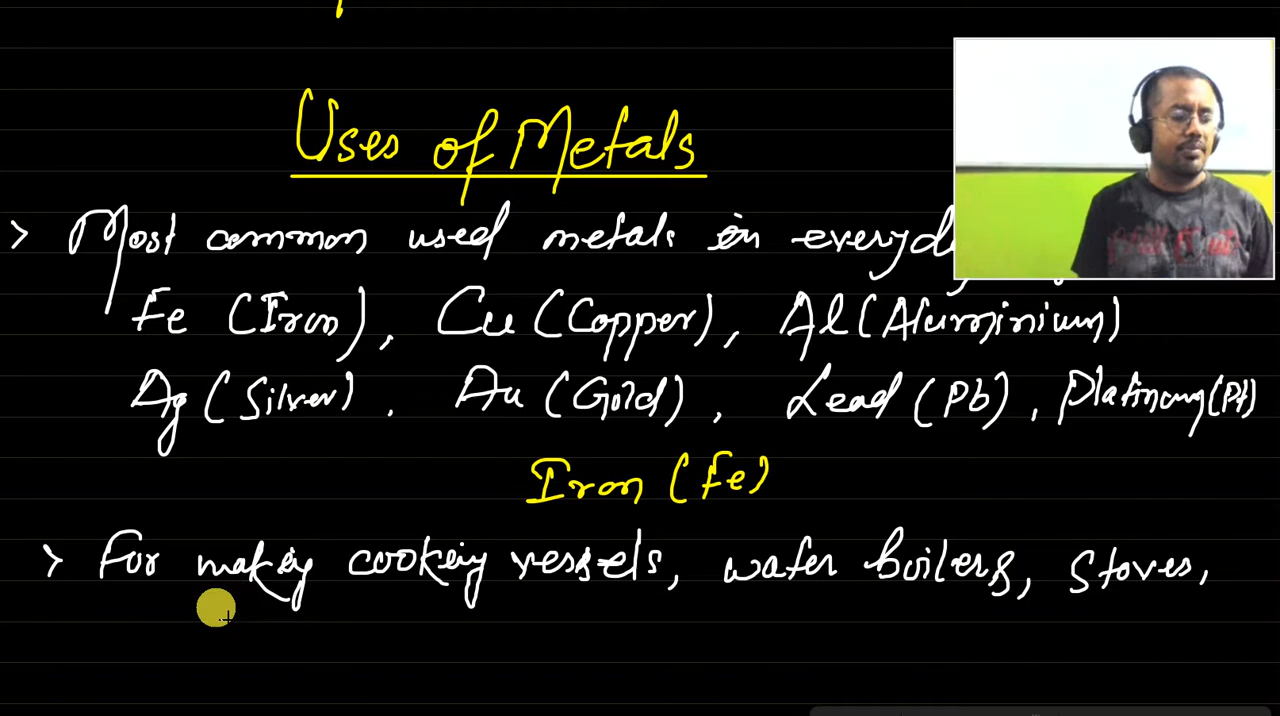 Uses of Metals
> Most common used metals in everyd
Fe (Iron), Cu (Copper), Al (Aluminium)
Ag (Silver), Au (Gold), Lead (Pb), Platinum (Pt)
Iron (Fe)
> For making cooking vessels, water boilers, stoves,